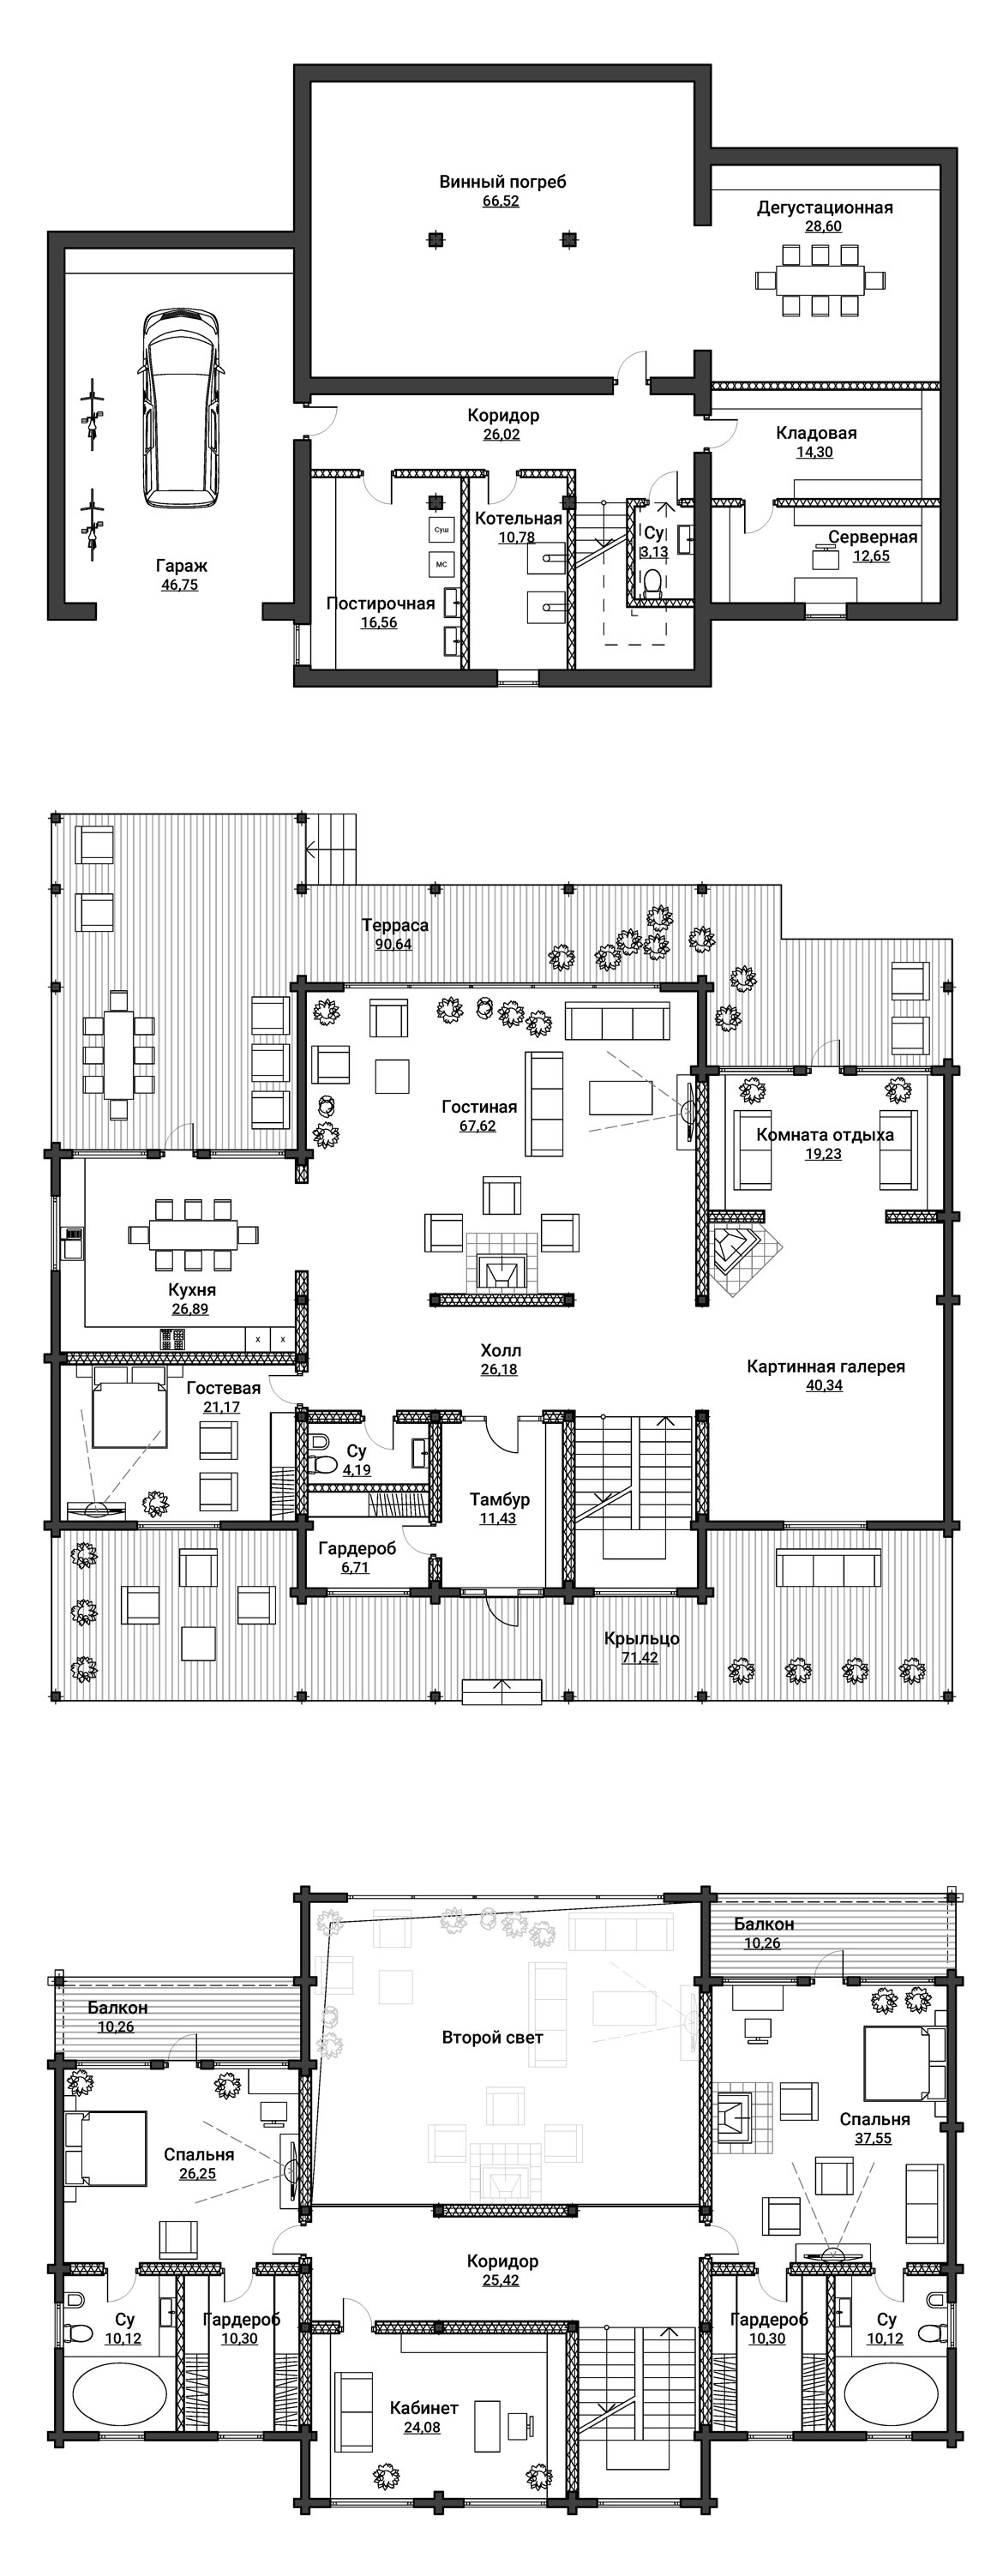 Винный погреб
66,52
Дегустационная
28,60
Коридор
26,02
Кладовая
14,30
Котельная
10,78
Суш
МС
Су
3,13
Серверная
12,65
Гараж
46,75
Постирочная
16,56
Терраса
90,64
Гостиная
67,62
Комната отдыха
19,23
Кухня
26,89
х
х
Холл
26,18
Картинная галерея
40,34
Гостевая
21,17
Су
4,19
Тамбур
11,43
Гардероб
6,71
Крыльцо
71,42
Балкон
10,26
Балкон
10,26
Второй свет
Спальня
37,55
Спальня
26,25
Коридор
25,42
Су
10,12
Гардероб
10,30
Гардероб
10,30
Су
10,12
Кабинет
24,08